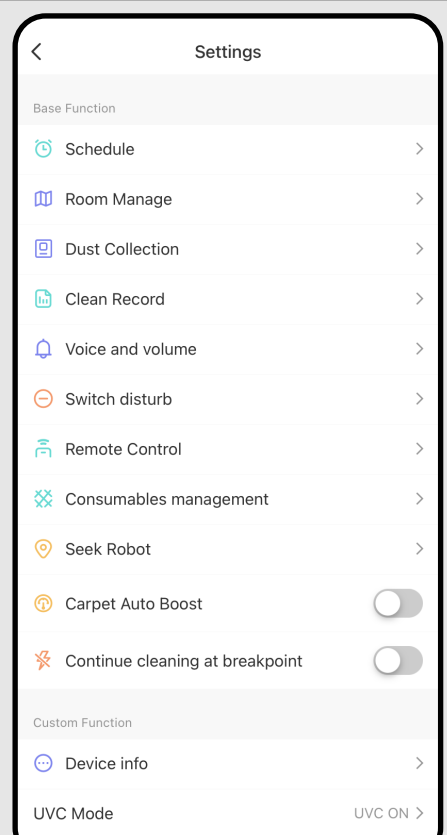 Settings
Base Function
Schedule
Room Manage
Dust Collection
Clean Record
Voice and volume
Switch disturb
Remote Control
Consumables management
Seek Robot
Carpet Auto Boost
Continue cleaning at breakpoint
Custom Function
Device info
UVC Mode UVC ON